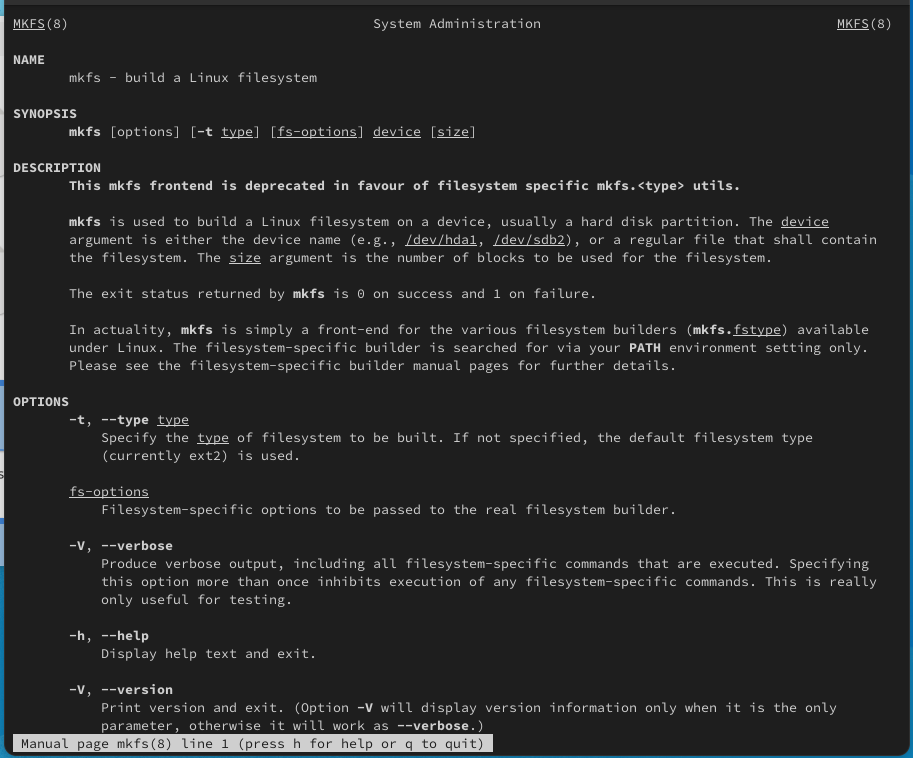 MKFS(8) System Administration MKFS(8)
NAME
mkfs - build a Linux filesystem
SYNOPSIS
mkfs [options] [-t type] [fs-options] device [size]
DESCRIPTION
This mkfs frontend is deprecated in favour of filesystem specific mkfs.<type> utils.
mkfs is used to build a Linux filesystem on a device, usually a hard disk partition. The device
argument is either the device name (e.g., /dev/hda1, /dev/sdb2), or a regular file that shall contain
the filesystem. The size argument is the number of blocks to be used for the filesystem.
The exit status returned by mkfs is 0 on success and 1 on failure.
In actuality, mkfs is simply a front-end for the various filesystem builders (mkfs.fstype) available
under Linux. The filesystem-specific builder is searched for via your PATH environment setting only.
Please see the filesystem-specific builder manual pages for further details.
OPTIONS
-t, --type type
Specify the type of filesystem to be built. If not specified, the default filesystem type
(currently ext2) is used.
fs-options
Filesystem-specific options to be passed to the real filesystem builder.
-V, --verbose
Produce verbose output, including all filesystem-specific commands that are executed. Specifying
this option more than once inhibits execution of any filesystem-specific commands. This is really
only useful for testing.
-h, --help
Display help text and exit.
-V, --version
Print version and exit. (Option -V will display version information only when it is the only
parameter, otherwise it will work as --verbose.)
Manual page mkfs(8) line 1 (press h for help or q to quit)